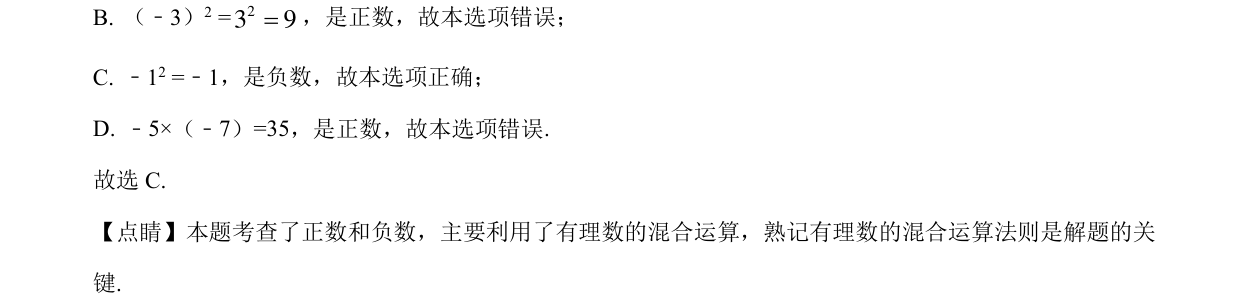 B. （﹣3）²=3² = 9，是正数，故本选项错误；
C. ﹣1²=﹣1，是负数，故本选项正确；
D. ﹣5×（﹣7）=35，是正数，故本选项错误.
故选 C.
【点睛】本题考查了正数和负数，主要利用了有理数的混合运算，熟记有理数的混合运算法则是解题的关
键.